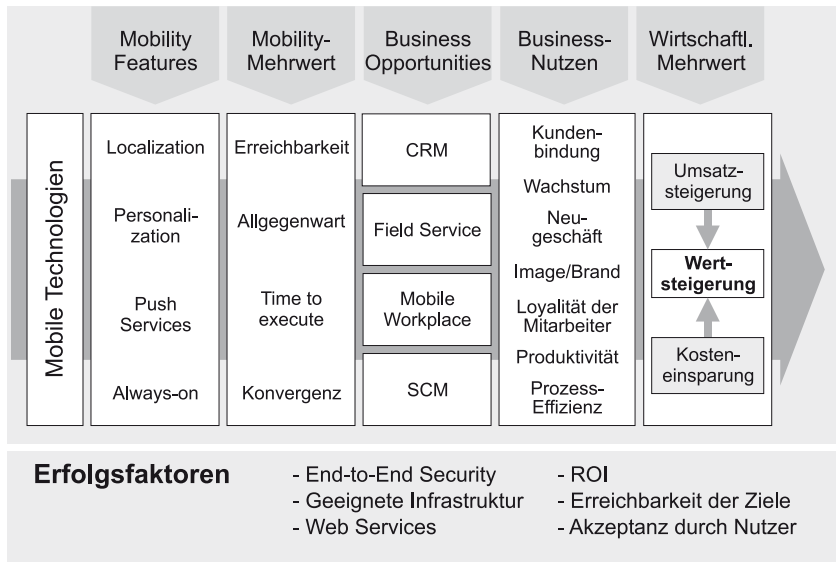 Mobility
Features
Mobility-
Mehrwert
Business
Opportunities
Business-
Nutzen
Wirtschaftl.
Mehrwert
Mobile Technologien
Localization
Personali-
zation
Push
Services
Always-on
Erreichbarkeit
Allgegenwart
Time to
execute
Konvergenz
CRM
Field Service
Mobile
Workplace
SCM
Kunden-
bindung
Wachstum
Neu-
geschäft
Image/Brand
Loyalität der
Mitarbeiter
Produktivität
Prozess-
Effizienz
Umsatz-
steigerung
Wert-
steigerung
Kosten-
einsparung
Erfolgsfaktoren
- End-to-End Security
- Geeignete Infrastruktur
- Web Services
- ROI
- Erreichbarkeit der Ziele
- Akzeptanz durch Nutzer